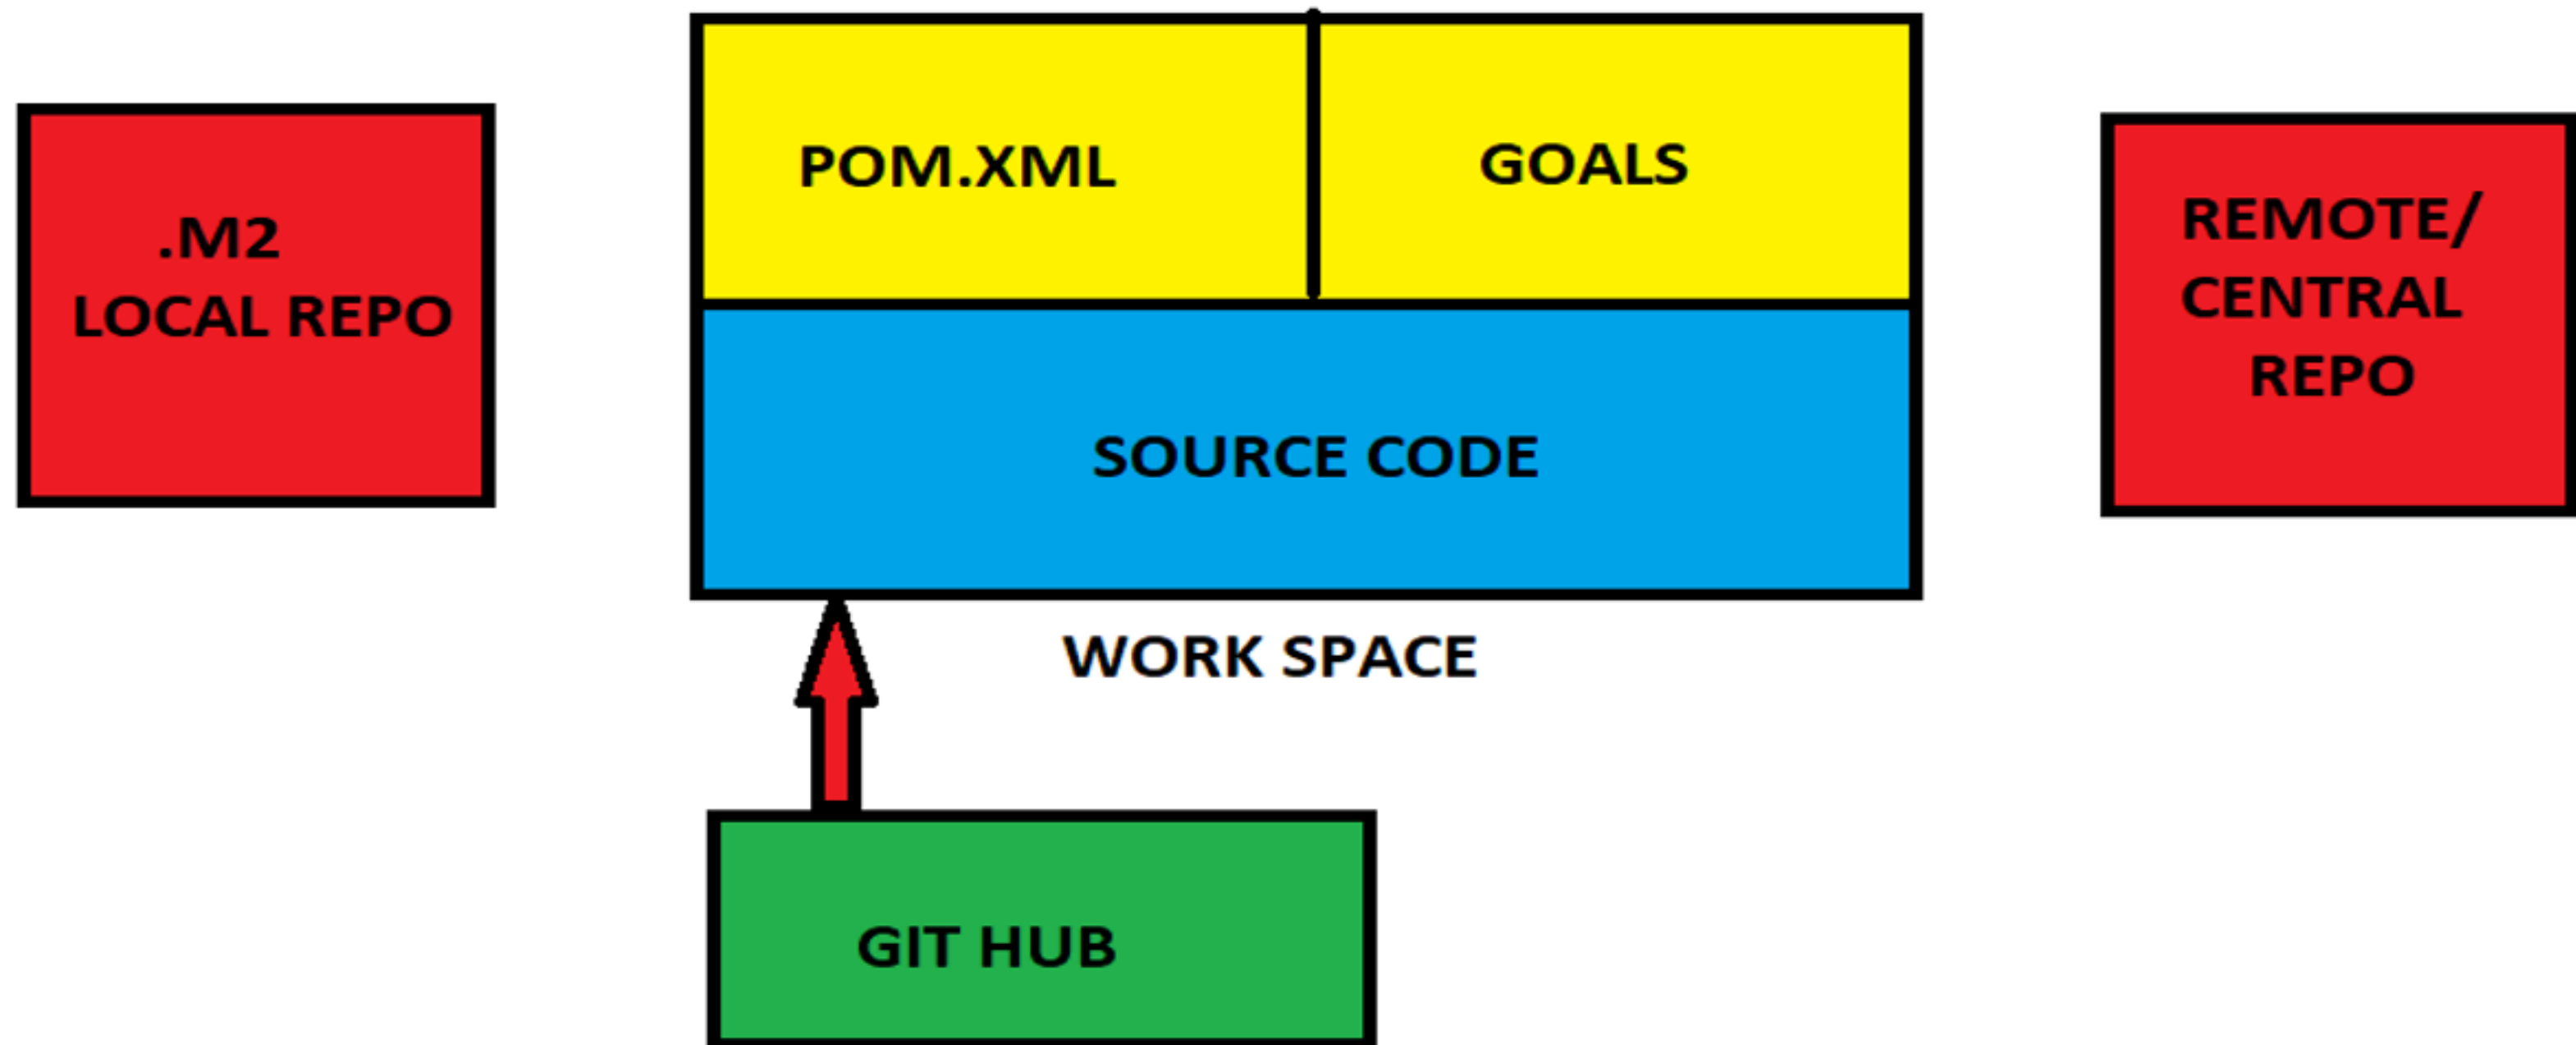 .M2
LOCAL REPO
POM.XML
GOALS
SOURCE CODE
REMOTE/
CENTRAL
REPO
WORK SPACE
GIT HUB